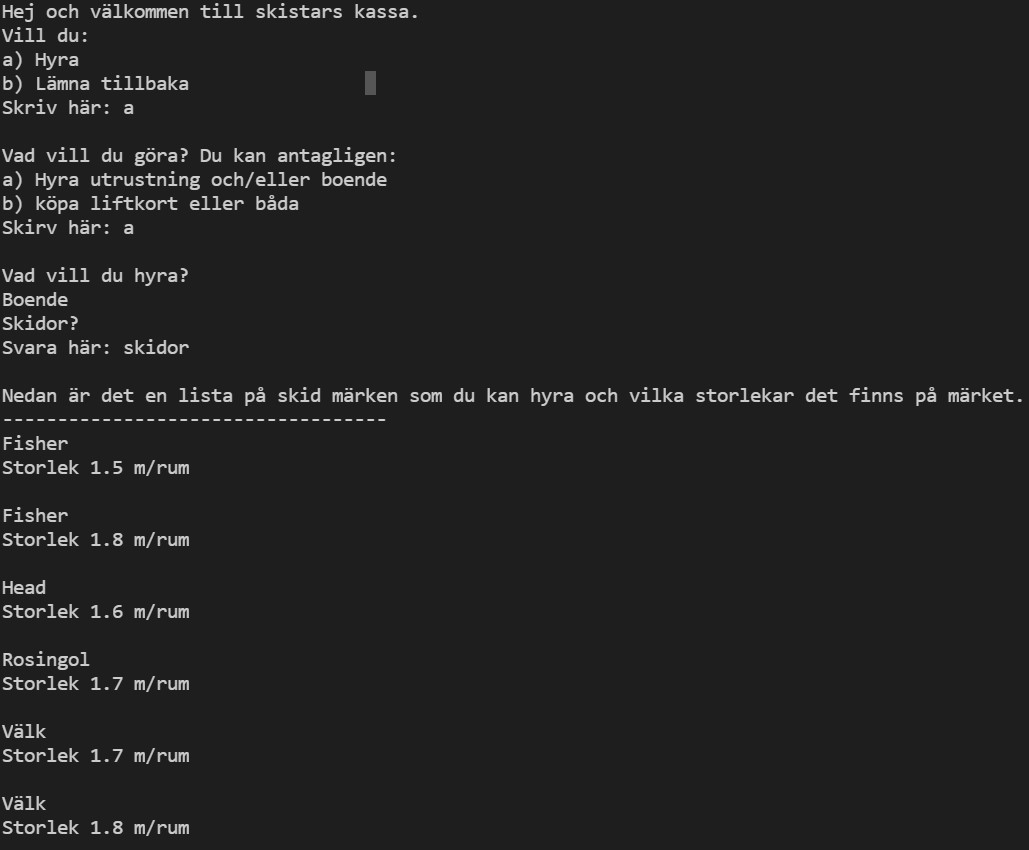 Hej och välkommen till skistars kassa.
Vill du:
a) Hyra
b) Lämna tillbaka
Skriv här: a
Vad vill du göra? Du kan antagligen:
a) Hyra utrustning och/eller boende
b) köpa liftkort eller båda
Skirv här: a
Vad vill du hyra?
Boende
Skidor?
Svara här: skidor
Nedan är det en lista på skid märken som du kan hyra och vilka storlekar det finns på märket.
-----------------------------------
Fisher
Storlek 1.5 m/rum
Fisher
Storlek 1.8 m/rum
Head
Storlek 1.6 m/rum
Rosingol
Storlek 1.7 m/rum
Välk
Storlek 1.7 m/rum
Välk
Storlek 1.8 m/rum